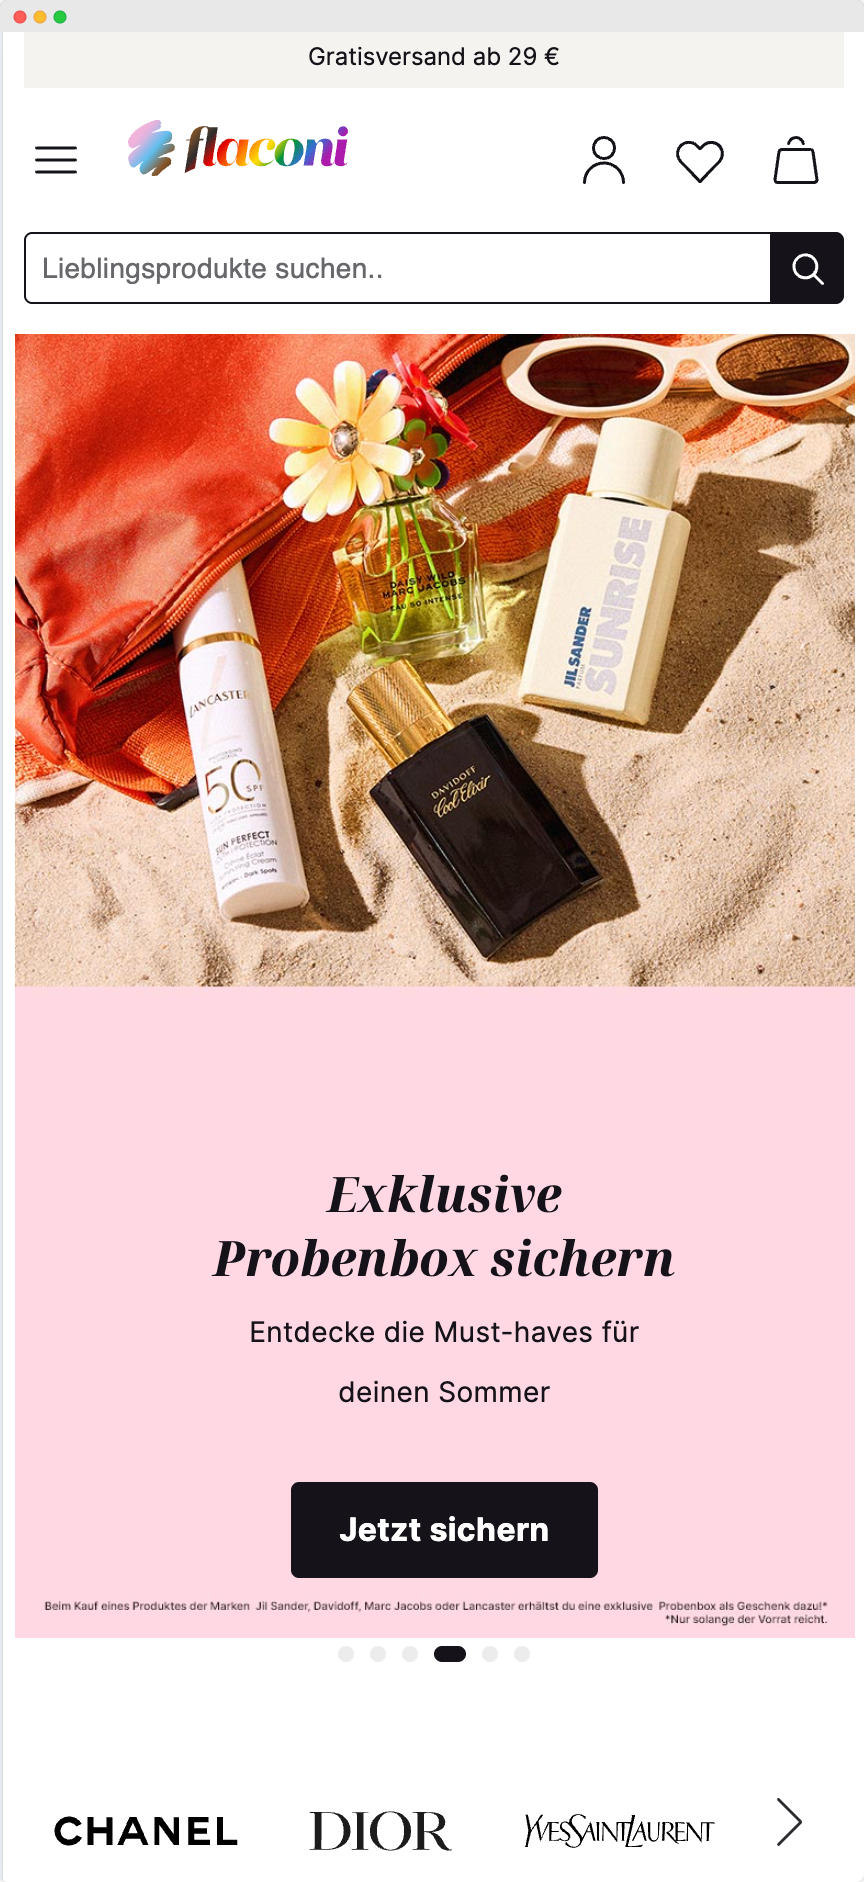 Gratisversand ab 29 €
flaconi
Lieblingsprodukte suchen..
DAISY WILD
MARC JACOBS
EAU SO INTENSE
JIL SANDER
SUNRISE
LANCASTER
50 SPF
SUN PERFECT
DAVIDOFF
Cool Elixir
Exklusive
Probenbox sichern
Entdecke die Must-haves für
deinen Sommer
Jetzt sichern
Beim Kauf eines Produktes der Marken Jil Sander, Davidoff, Marc Jacobs oder Lancaster erhältst du eine exklusive Probenbox als Geschenk dazu!*
*Nur solange der Vorrat reicht.
CHANEL
DIOR
YVESSAINTLAURENT